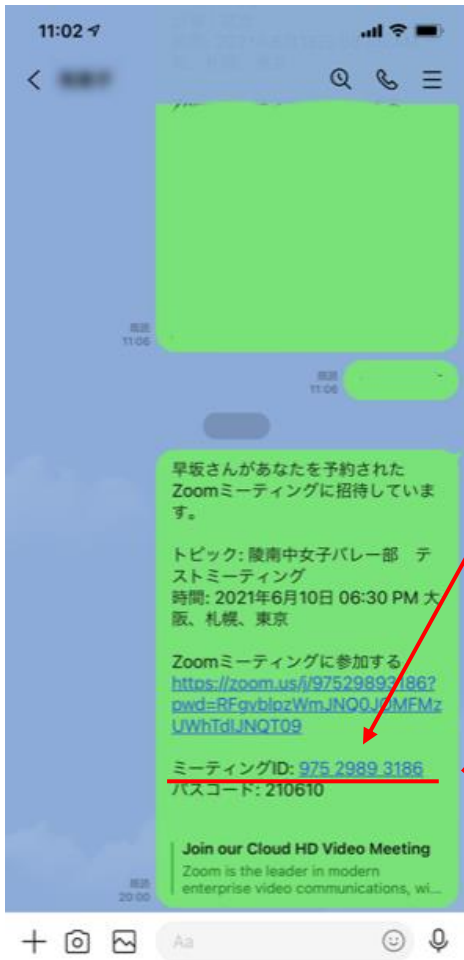 11:02
既読
11:06
既読
11:06
早坂さんがあなたを予約された
Zoomミーティングに招待していま
す。
トピック: 陵南中女子バレー部 テ
ストミーティング
時間: 2021年6月10日 06:30 PM 大
阪、札幌、東京
Zoomミーティングに参加する
https://zoom.us/j/97529893186?
UWhTdlJNQT09
ミーティングID: 975 2989 3186
パスコード: 210610
Join our Cloud HD Video Meeting
Zoom is the leader in modern
enterprise video communications, wi...
既読
20:00
Aa